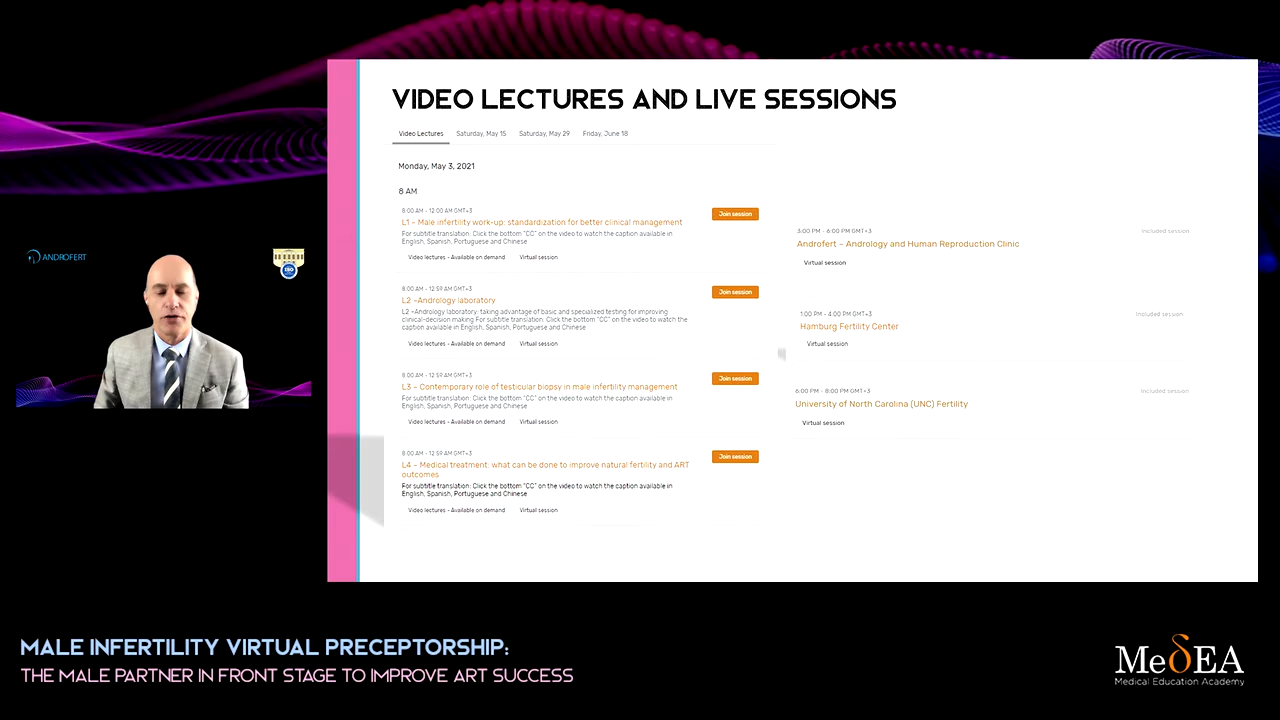 VIDEO LECTURES AND LIVE SESSIONS
Video Lectures Saturday, May 15 Saturday, May 29 Friday, June 18
Monday, May 3, 2021
8 AM
8:00 AM - 12:00 AM GMT+3
Join session
L1 - Male infertility work-up: standardization for better clinical management
For subtitle translation: Click the bottom "CC" on the video to watch the caption available in
English, Spanish, Portuguese and Chinese
Video lectures - Available on demand Virtual session
8:00 AM - 12:59 AM GMT+3
Join session
L2 -Andrology laboratory
L2 -Andrology laboratory: taking advantage of basic and specialized testing for improving
clinical-decision making For subtitle translation: Click the bottom "CC" on the video to watch the
caption available in English, Spanish, Portuguese and Chinese
Video lectures - Available on demand Virtual session
8:00 AM - 12:59 AM GMT+3
Join session
L3 - Contemporary role of testicular biopsy in male infertility management
For subtitle translation: Click the bottom "CC" on the video to watch the caption available in
English, Spanish, Portuguese and Chinese
Video lectures - Available on demand Virtual session
8:00 AM - 12:59 AM GMT+3
Join session
L4 - Medical treatment: what can be done to improve natural fertility and ART
outcomes
For subtitle translation: Click the bottom "CC" on the video to watch the caption available in
English, Spanish, Portuguese and Chinese
Video lectures - Available on demand Virtual session
3:00 PM - 6:00 PM GMT+3 Included session
Androfert - Andrology and Human Reproduction Clinic
Virtual session
1:00 PM - 4:00 PM GMT+3 Included session
Hamburg Fertility Center
Virtual session
6:00 PM - 8:00 PM GMT+3 Included session
University of North Carolina (UNC) Fertility
Virtual session
ANDROFERT
ISO
MALE INFERTILITY VIRTUAL PRECEPTORSHIP:
THE MALE PARTNER IN FRONT STAGE TO IMPROVE ART SUCCESS
MeδEA
Medical Education Academy